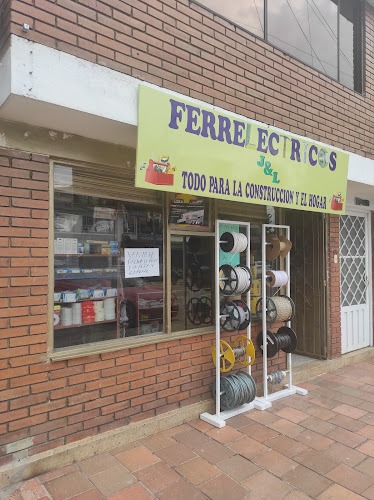 FERRELECTRICOS
J&L
TODO PARA LA CONSTRUCCION Y EL HOGAR